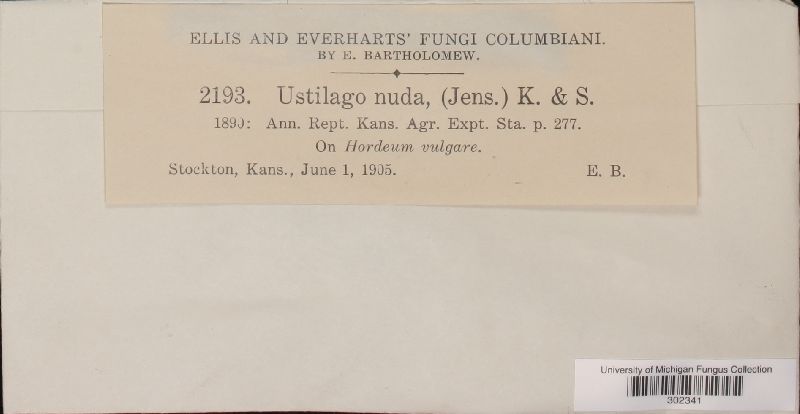 ELLIS AND EVERHARTS' FUNGI COLUMBIANI.
BY E. BARTHOLOMEW.
2193. Ustilago nuda, (Jens.) K. & S.
1890: Ann. Rept. Kans. Agr. Expt. Sta. p. 277.
On Hordeum vulgare.
Stockton, Kans., June 1, 1905.
E. B.
University of Michigan Fungus Collection
302341